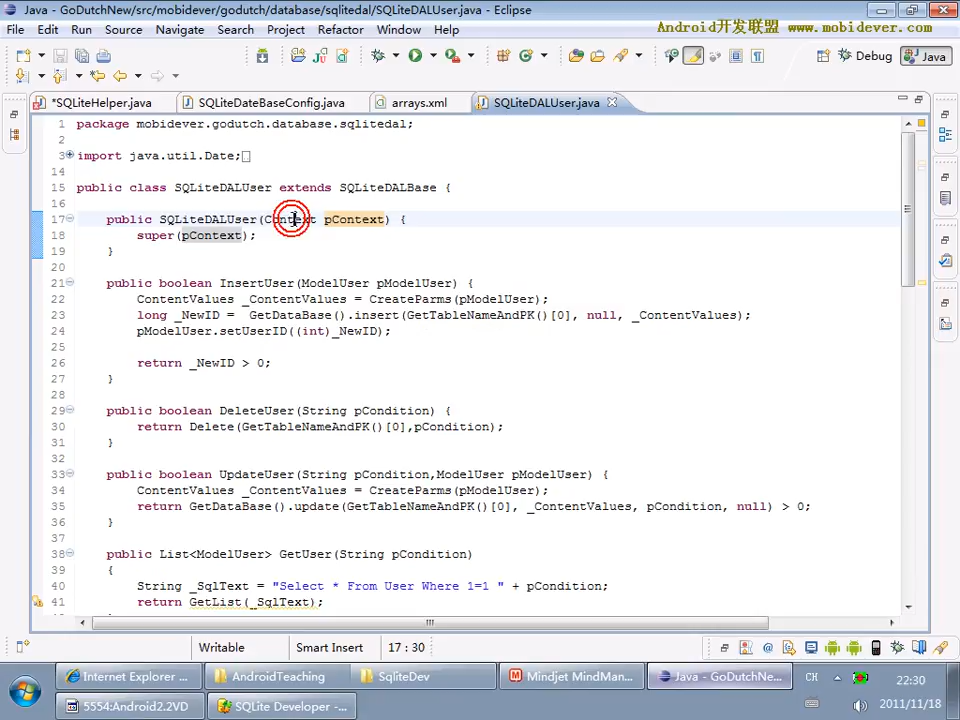 Java - GoDutchNew/src/mobidever/godutch/database/sqlitedal/SQLiteDALUser.java - Eclipse
Android开发联盟 www.mobidever.com
File Edit Run Source Navigate Search Project Refactor Window Help
Debug Java
*SQLiteHelper.java SQLiteDateBaseConfig.java arrays.xml SQLiteDALUser.java
1 package mobidever.godutch.database.sqlitedal;
2
3 import java.util.Date;
14
15 public class SQLiteDALUser extends SQLiteDALBase {
16
17 public SQLiteDALUser(Context pContext) {
18 super(pContext);
19 }
20
21 public boolean InsertUser(ModelUser pModelUser) {
22 ContentValues _ContentValues = CreateParms(pModelUser);
23 long _NewID = GetDataBase().insert(GetTableNameAndPK()[0], null, _ContentValues);
24 pModelUser.setUserID((int)_NewID);
25
26 return _NewID > 0;
27 }
28
29 public boolean DeleteUser(String pCondition) {
30 return Delete(GetTableNameAndPK()[0],pCondition);
31 }
32
33 public boolean UpdateUser(String pCondition,ModelUser pModelUser) {
34 ContentValues _ContentValues = CreateParms(pModelUser);
35 return GetDataBase().update(GetTableNameAndPK()[0], _ContentValues, pCondition, null) > 0;
36 }
37
38 public List<ModelUser> GetUser(String pCondition)
39 {
40 String _SqlText = "Select * From User Where 1=1 " + pCondition;
41 return GetList(_SqlText);
Writable Smart Insert 17 : 30
Internet Explorer ... AndroidTeaching SqliteDev Mindjet MindMan... Java - GoDutchNe... CH 22:30
5554:Android2.2VD SQLite Developer - ... 2011/11/18